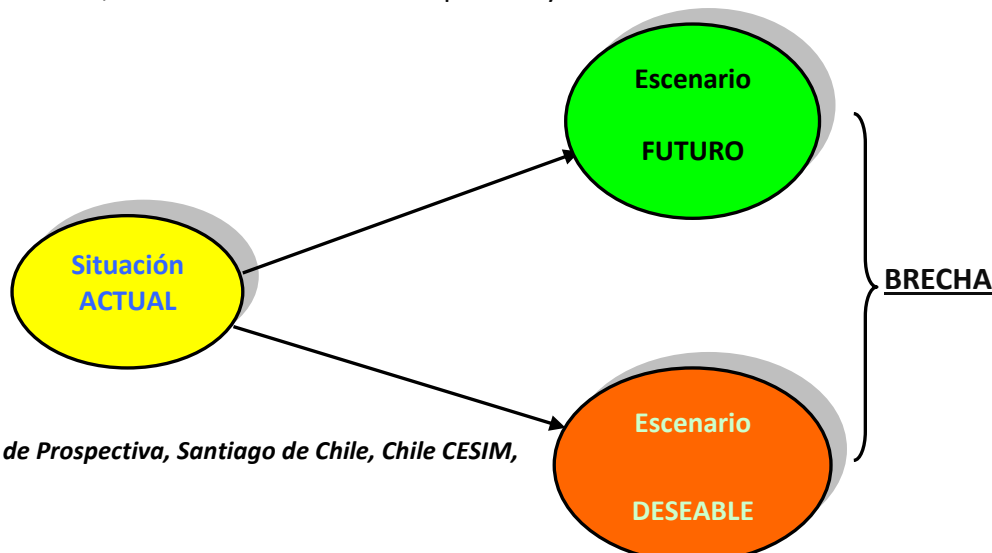 Escenario
FUTURO
Situación
ACTUAL
BRECHA
Escenario
DESEABLE
de Prospectiva, Santiago de Chile, Chile CESIM,